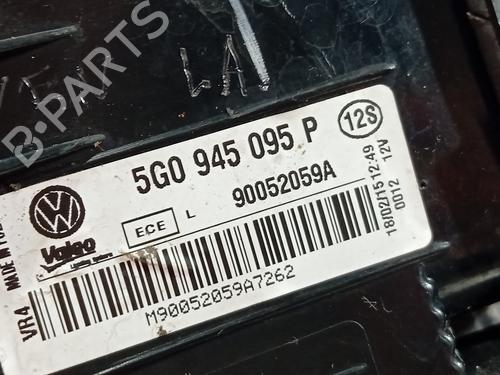 B-PARTS
LA
5G0 945 095 P
12S
90052059A
ECE L
Valeo
MADE IN
VR4
18/02/15 12:49
0012 12V
M90052059A7262